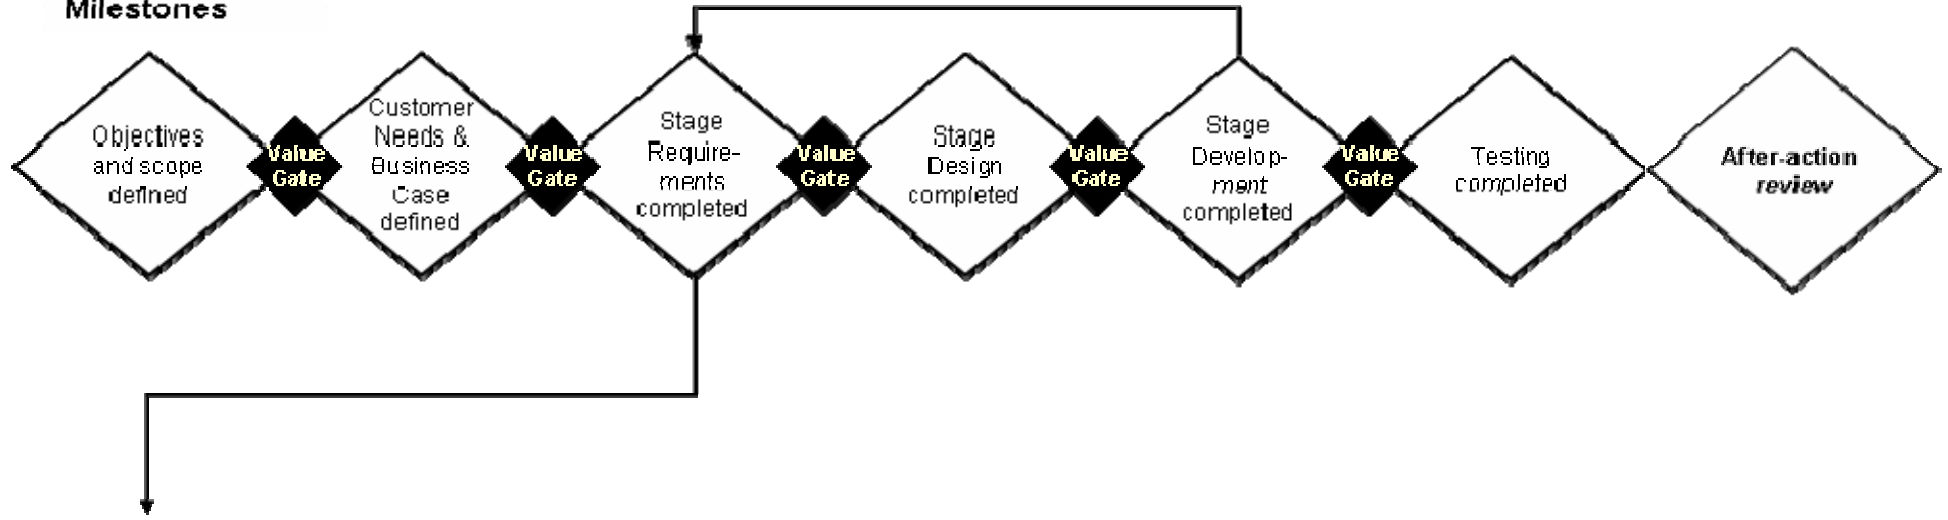 Milestones
Objectives
and scope
defined
Value
Gate
Customer
Needs &
Business
Case
defined
Value
Gate
Stage
Require-
ments
completed
Value
Gate
Stage
Design
completed
Value
Gate
Stage
Develop-
ment
completed
Value
Gate
Testing
completed
After-action
review